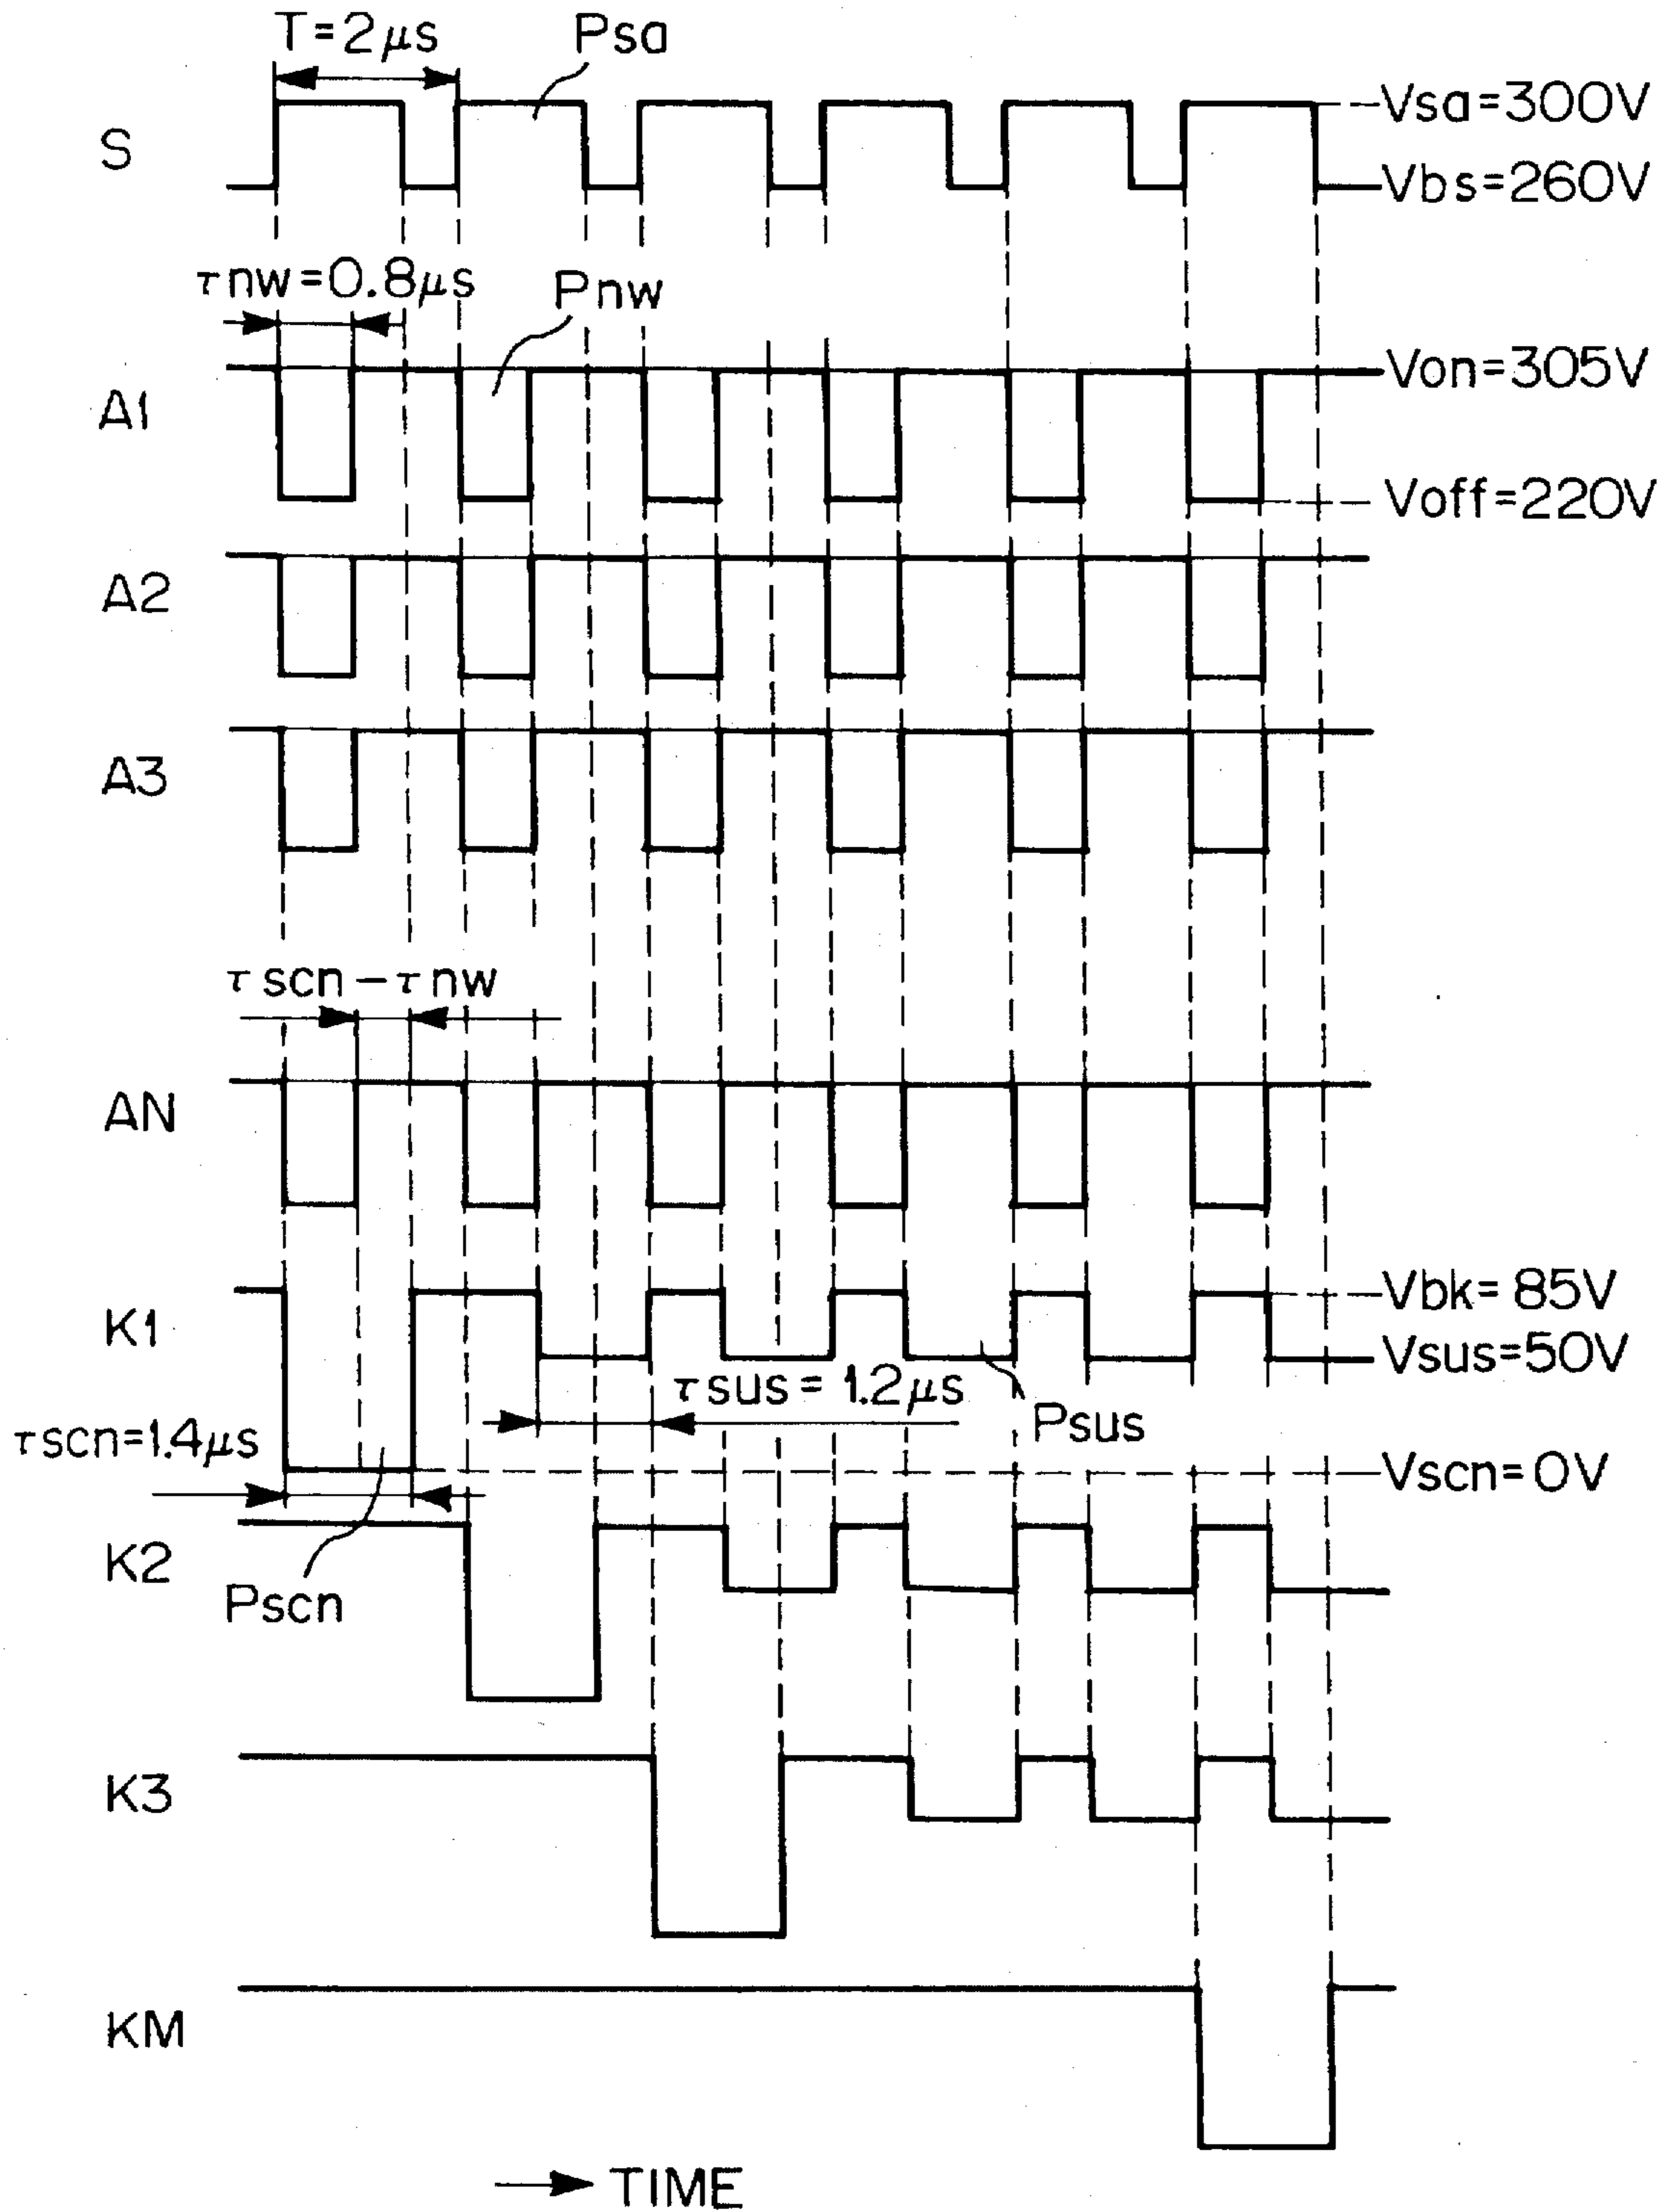 T=2μs
Psa
S
Vsa=300V
Vbs=260V
τnw=0.8μs
Pnw
A1
Von=305V
Voff=220V
A2
A3
τscn-τnw
AN
K1
Vbk=85V
Vsus=50V
τsus=1.2μs
Psus
τscn=1.4μs
Vscn=0V
K2
Pscn
K3
KM
TIME